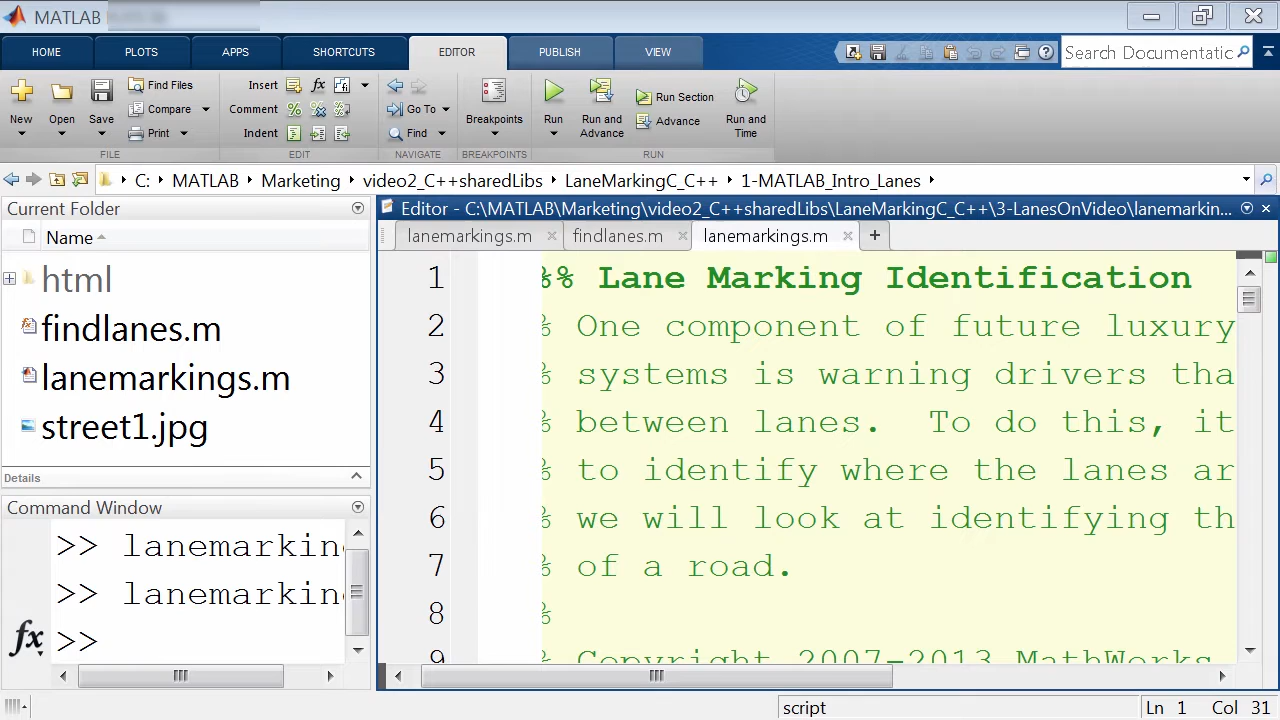 MATLAB
HOME PLOTS APPS SHORTCUTS EDITOR PUBLISH VIEW
Search Documentatic
New
Open
Save
Find Files
Compare
Print
FILE
Insert
Comment
Indent
EDIT
Go To
Find
NAVIGATE
Breakpoints
BREAKPOINTS
Run
Run and
Advance
Run Section
Advance
Run and
Time
RUN
C: MATLAB Marketing video2_C++sharedLibs LaneMarkingC_C++ 1-MATLAB_Intro_Lanes
Current Folder
Name
html
findlanes.m
lanemarkings.m
street1.jpg
Details
Command Window
>> lanemarking
>> lanemarking
>>
fx
Editor - C:\MATLAB\Marketing\video2_C++sharedLibs\LaneMarkingC_C++\3-LanesOnVideo\lanemarkin...
lanemarkings.m findlanes.m lanemarkings.m +
1 %% Lane Marking Identification
2 % One component of future luxury
3 % systems is warning drivers tha
4 % between lanes. To do this, it
5 % to identify where the lanes ar
6 % we will look at identifying th
7 % of a road.
8 %
9 % Copyright 2007-2013 MathWorks
script
Ln 1 Col 31